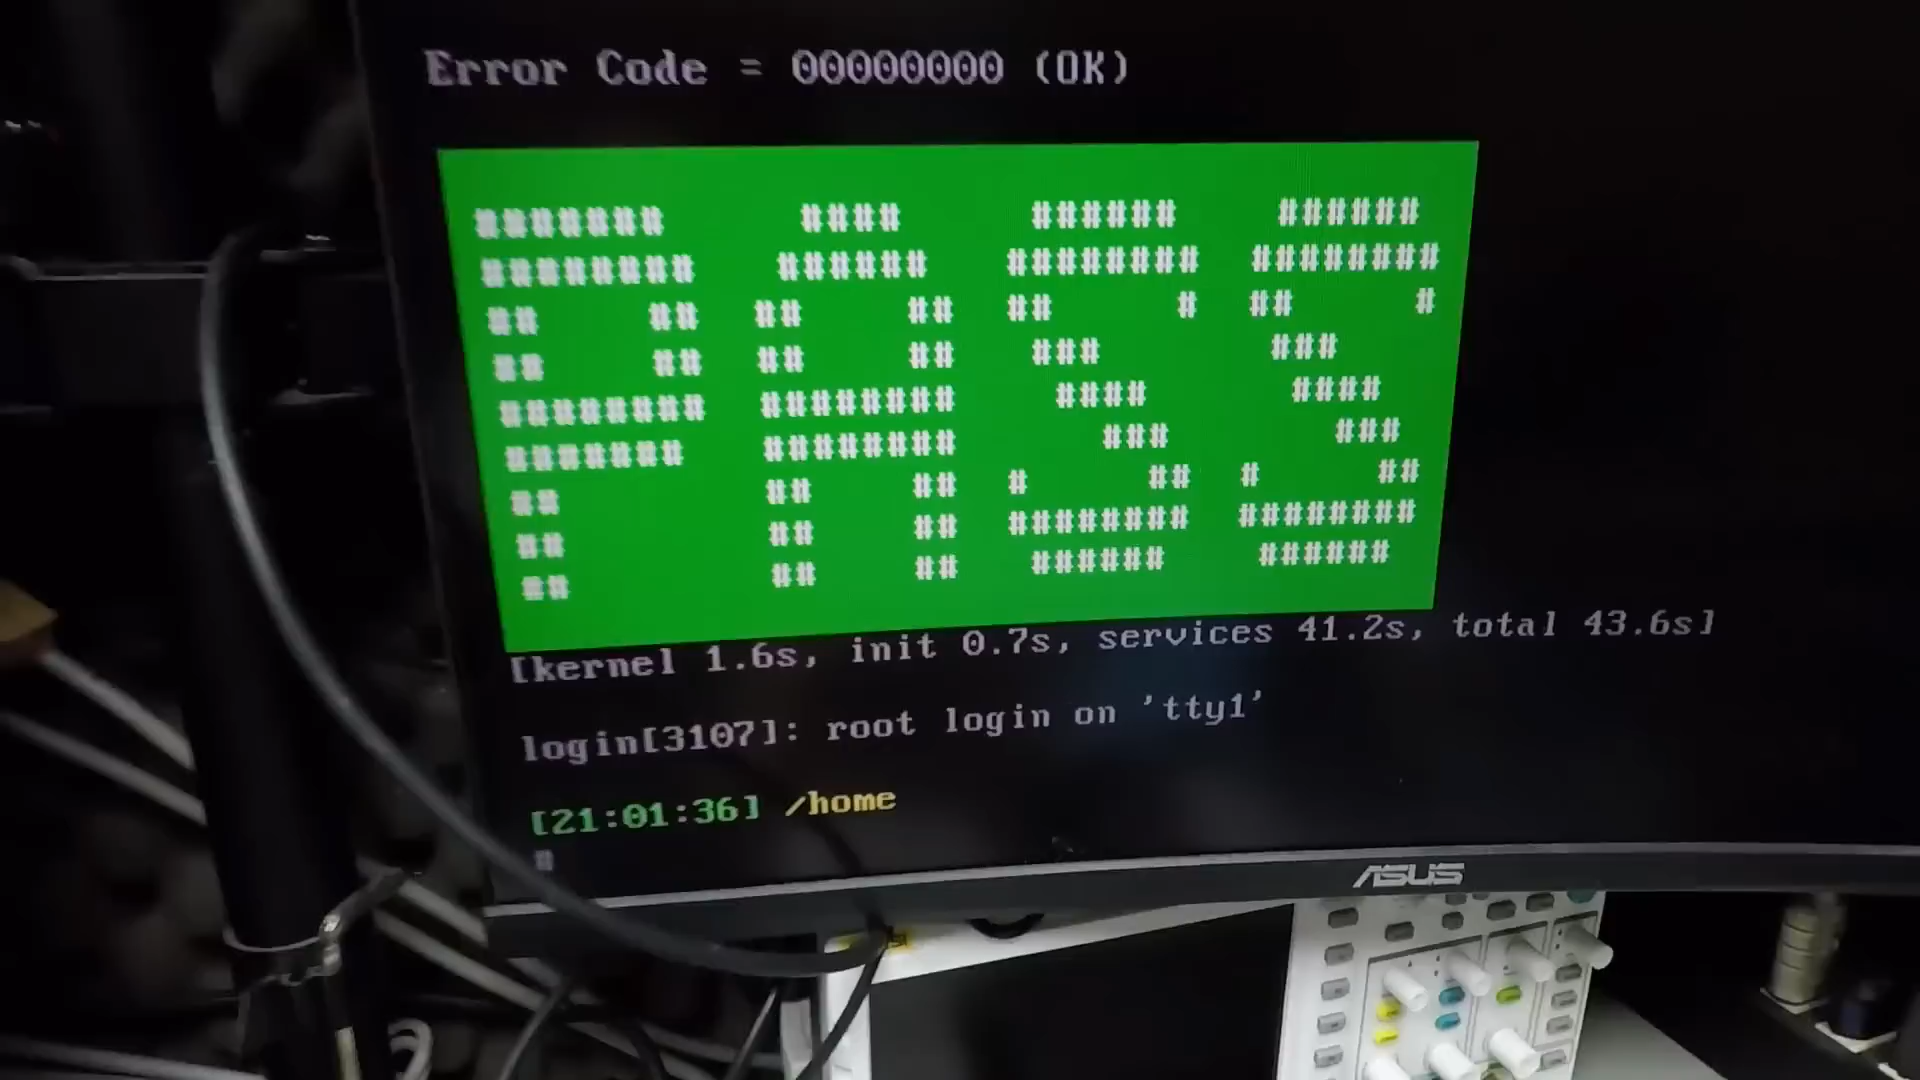 Error Code = 00000000 (OK)
#######      ####      ######      ######
########    ######    ########    ########
##    ##   ##    ##   ##     #    ##     #
##    ##   ##    ##    ###         ###
########   ########     ####        ####
#######    ########       ###         ###
##         ##    ##   #     ##    #     ##
##         ##    ##   ########    ########
##         ##    ##    ######      ######
[kernel 1.6s, init 0.7s, services 41.2s, total 43.6s]
login[3107]: root login on 'tty1'
[21:01:36] /home
#
ASUS